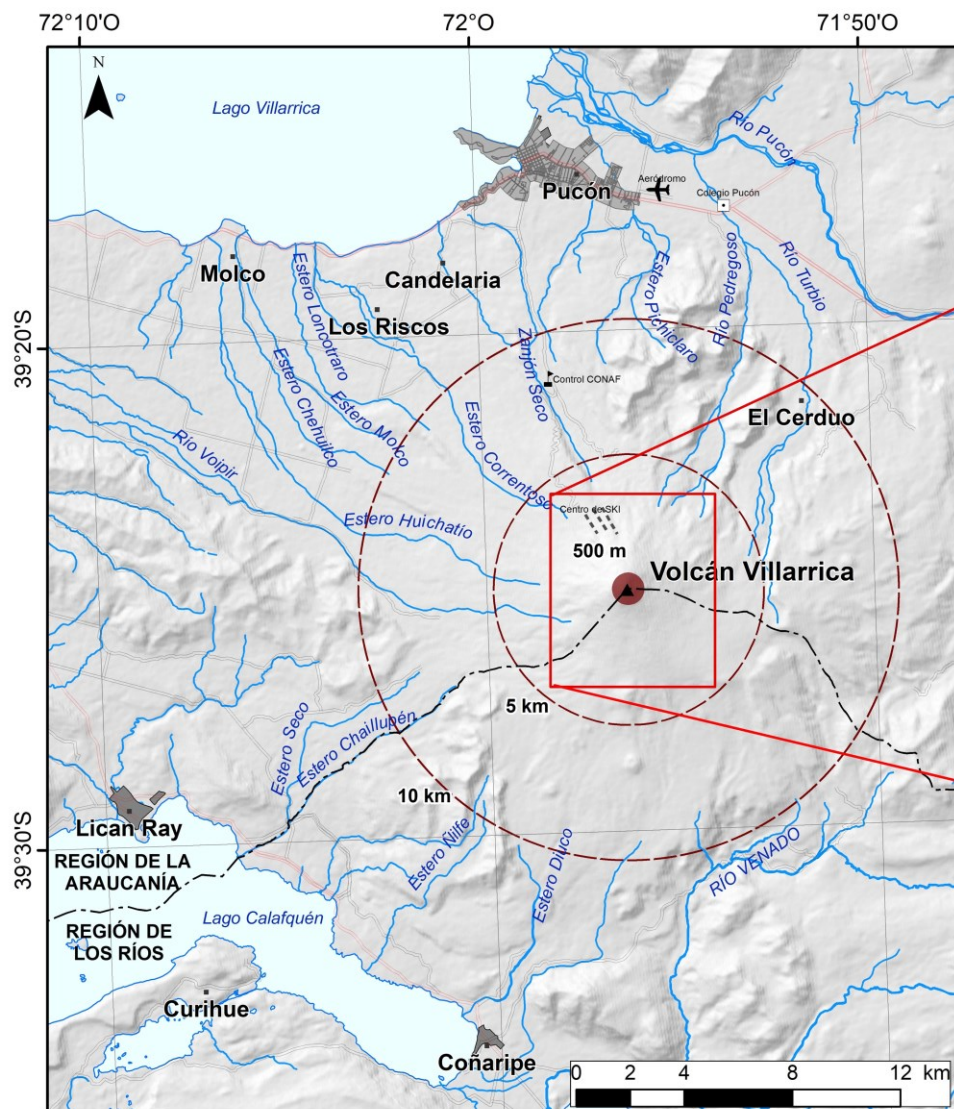 72°10'O
72°0'O
71°50'O
N
Lago Villarrica
Río Pucón
Aeródromo
Pucón
Colegio Pucón
Molco
Candelaria
Estero Loncotraro
Los Riscos
Estero Pichiclaro
Río Pedregoso
Río Turbio
39°20'S
Zanjón Seco
Control CONAF
Estero Chehuilco
Estero Molco
El Cerduo
Río Voipir
Estero Correntoso
Estero Huichatío
Centro de SKI
500 m
Volcán Villarrica
5 km
Estero Seco
Estero Chaillupén
10 km
Lican Ray
39°30'S
Estero Ñilfe
Estero Diuco
RÍO VENADO
REGIÓN DE LA
ARAUCANÍA
Lago Calafquén
REGIÓN DE
LOS RÍOS
Curihue
Coñaripe
0 2 4 8 12 km